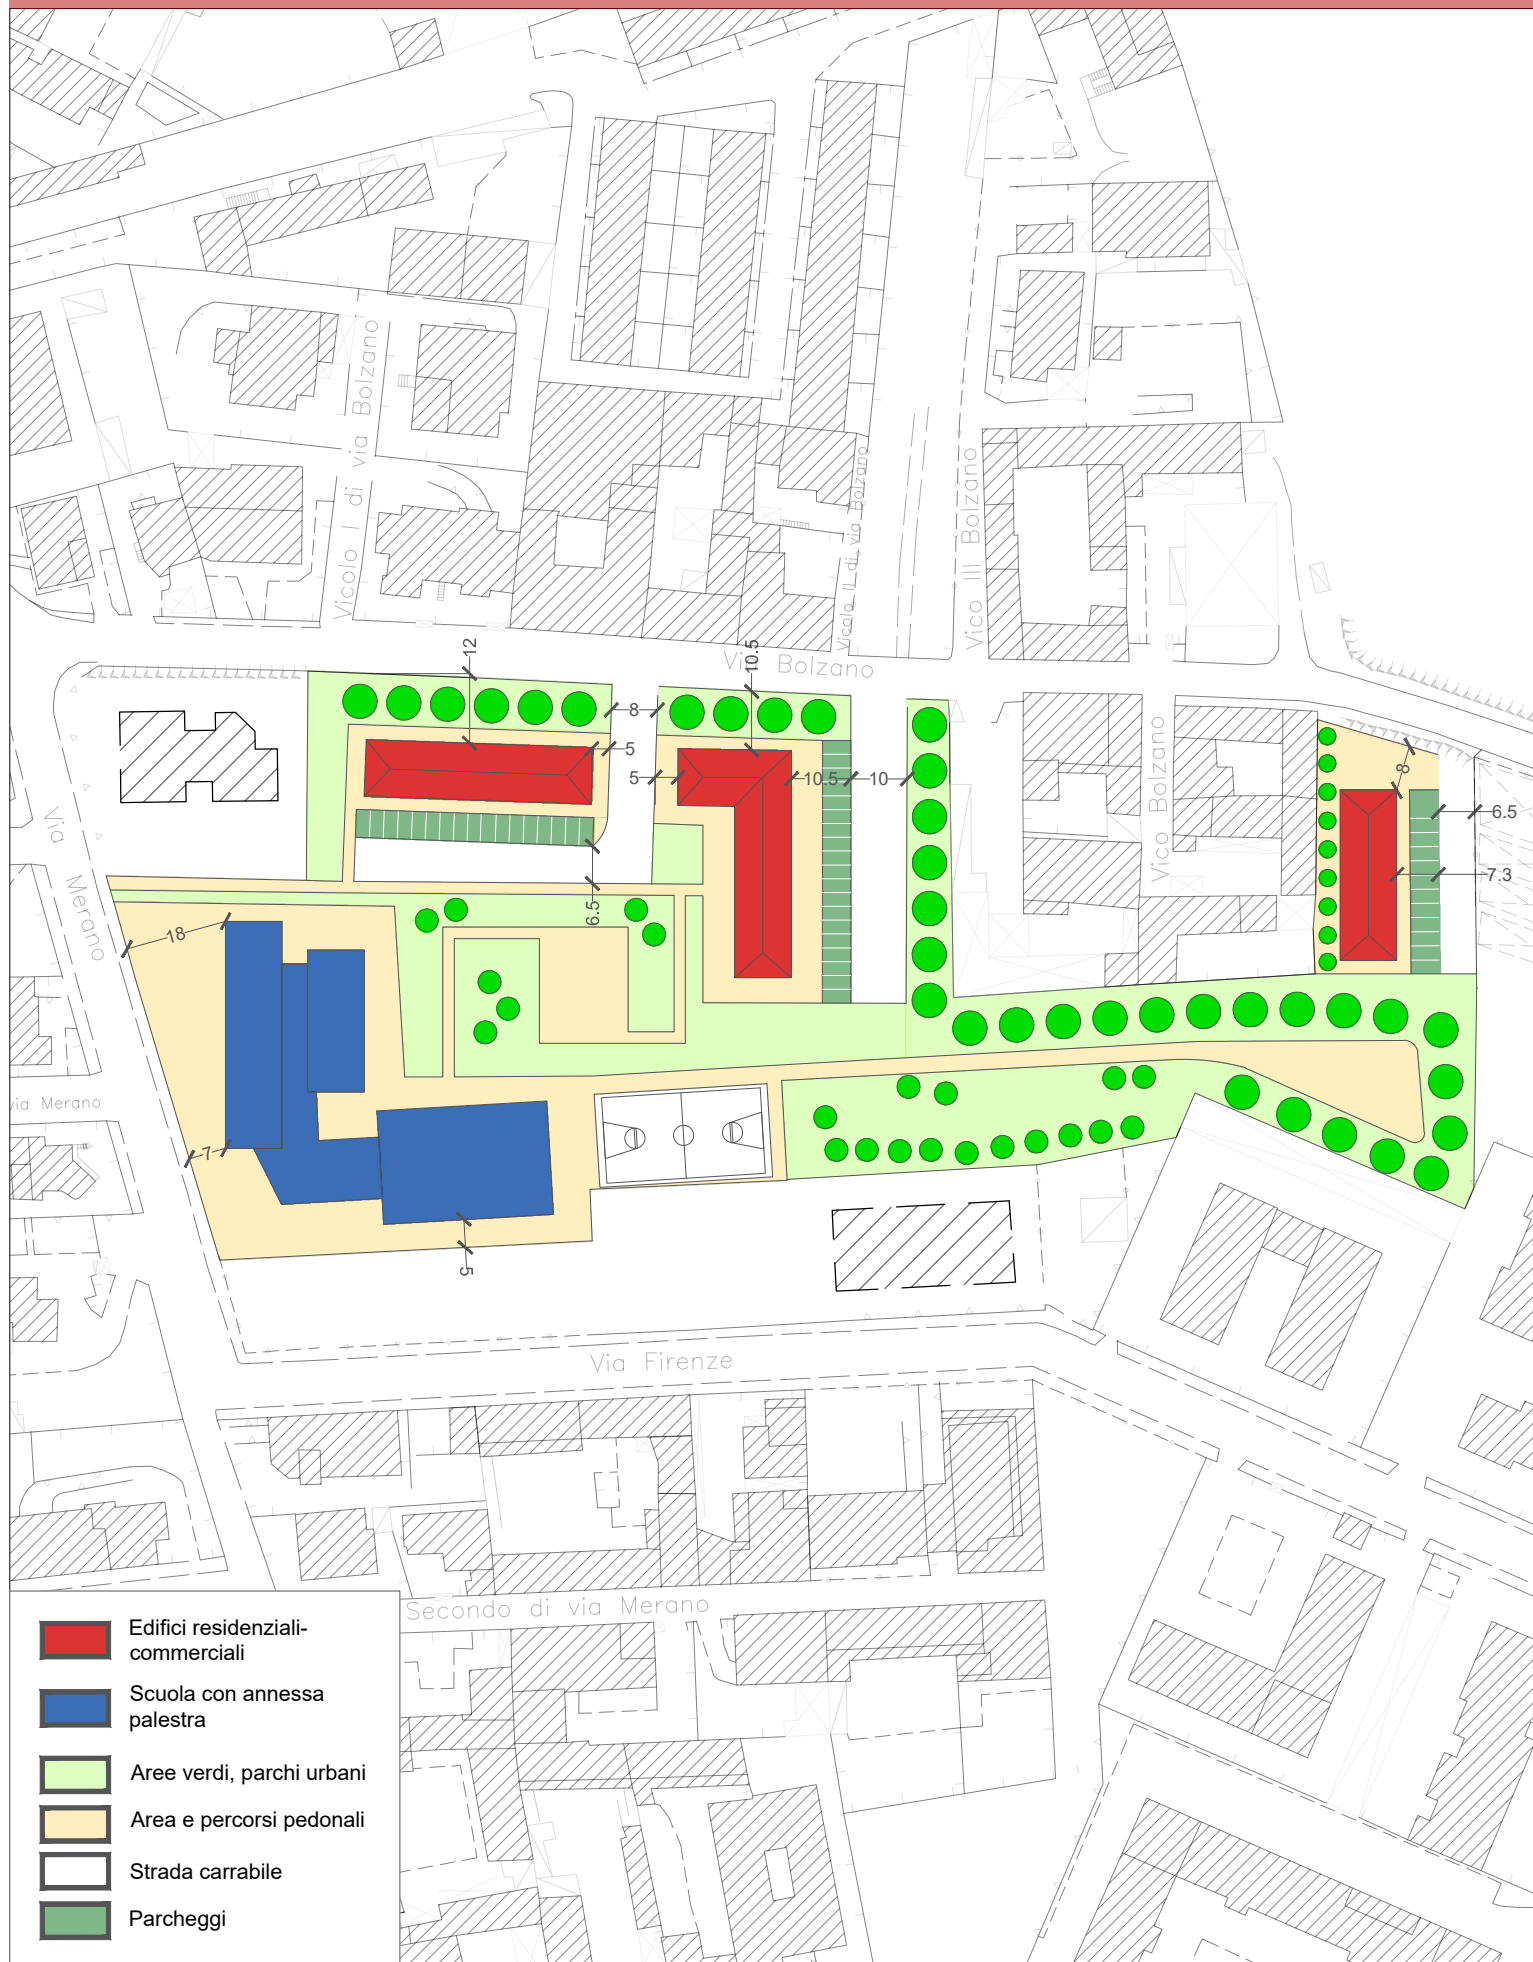 Vicolo I di via Bolzano
Vicolo II di via Bolzano
Vico III Bolzano
12
10.5
Via Bolzano
8
5
5
10.5
10
Vico Bolzano
8
6.5
7.3
Via Merano
6.5
18
via Merano
7
5
Via Firenze
Secondo di via Merano
Edifici residenziali-
commerciali
Scuola con annessa
palestra
Aree verdi, parchi urbani
Area e percorsi pedonali
Strada carrabile
Parcheggi